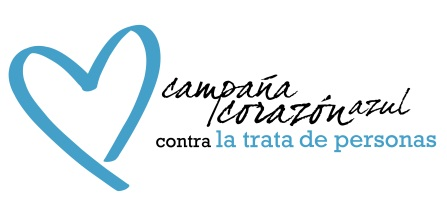 campaña
corazón azul
contra la trata de personas